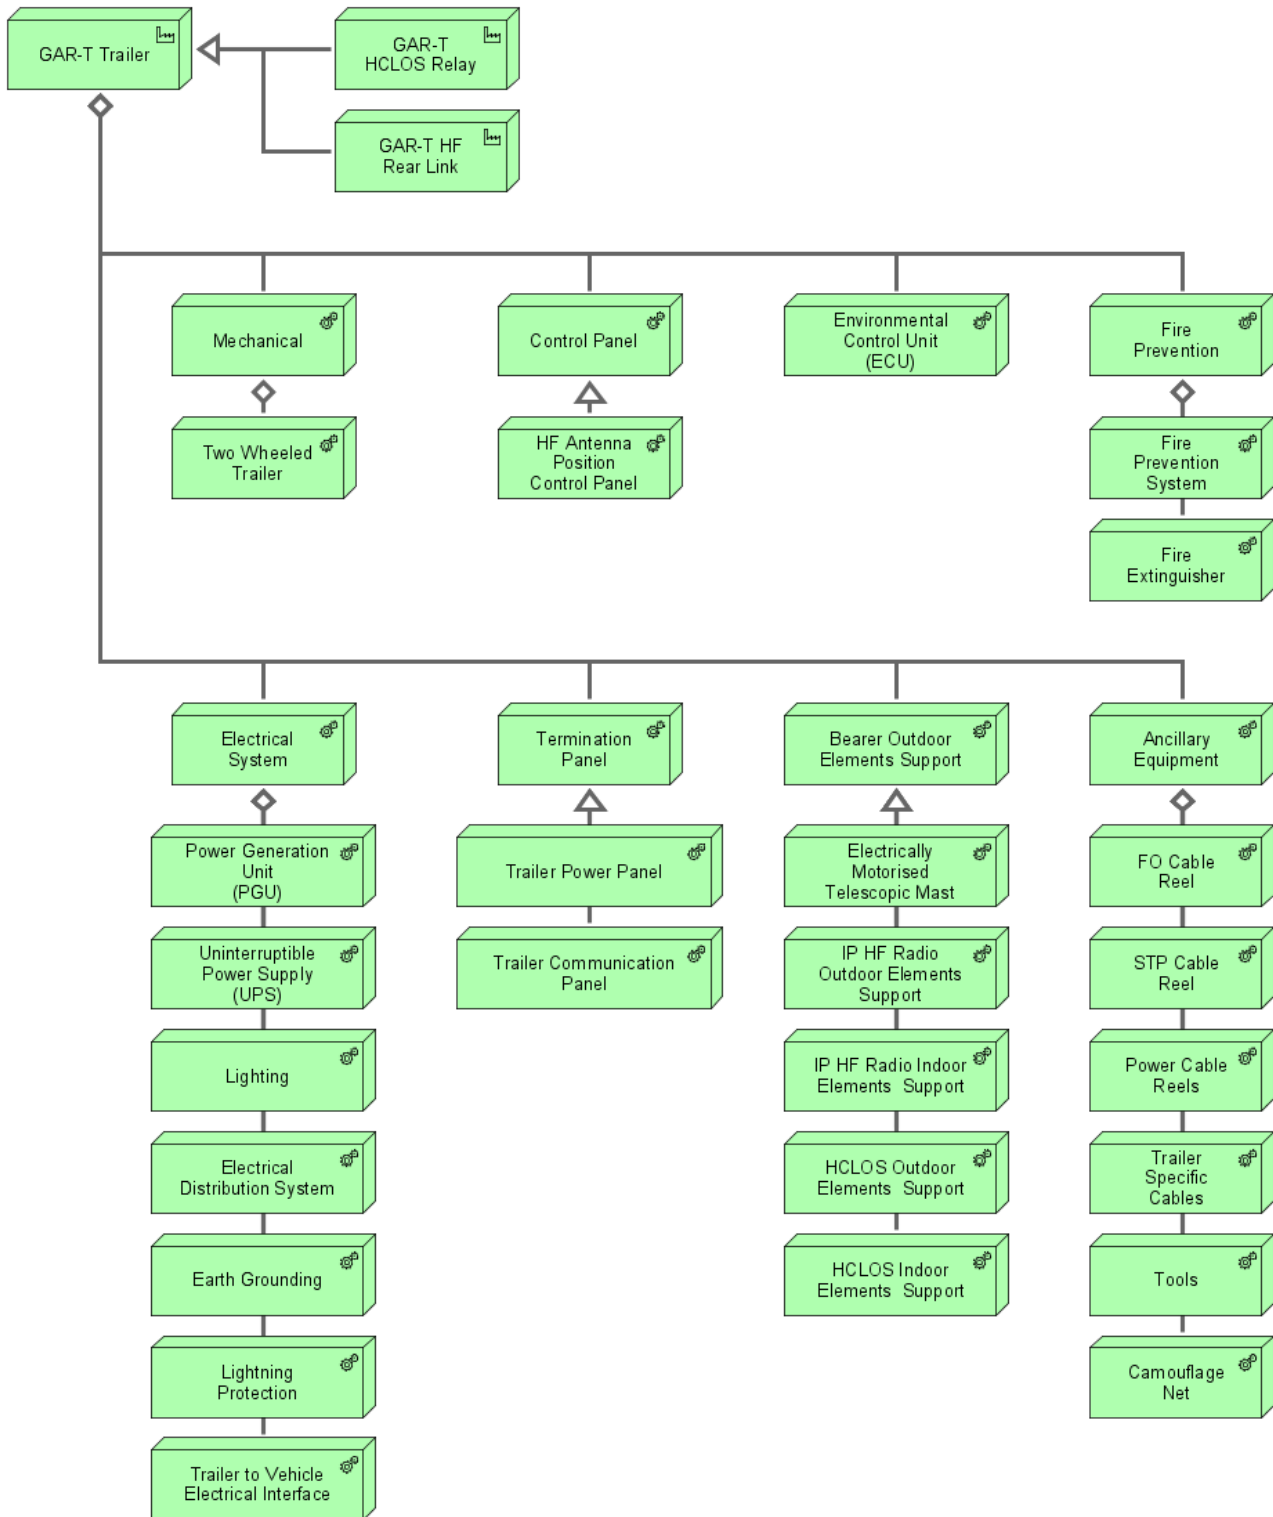 GAR-T Trailer
GAR-T
HCLOS Relay
GAR-T HF
Rear Link
Mechanical
Control Panel
Environmental
Control Unit
(ECU)
Fire
Prevention
Two Wheeled
Trailer
HF Antenna
Position
Control Panel
Fire
Prevention
System
Fire
Extinguisher
Electrical
System
Termination
Panel
Bearer Outdoor
Elements Support
Ancillary
Equipment
Power Generation
Unit
(PGU)
Trailer Power Panel
Electrically
Motorised
Telescopic Mast
FO Cable
Reel
Uninterruptible
Power Supply
(UPS)
Trailer Communication
Panel
IP HF Radio
Outdoor Elements
Support
STP Cable
Reel
Lighting
IP HF Radio Indoor
Elements Support
Power Cable
Reels
Electrical
Distribution System
HCLOS Outdoor
Elements Support
Trailer
Specific
Cables
Earth Grounding
HCLOS Indoor
Elements Support
Tools
Lightning
Protection
Camouflage
Net
Trailer to Vehicle
Electrical Interface